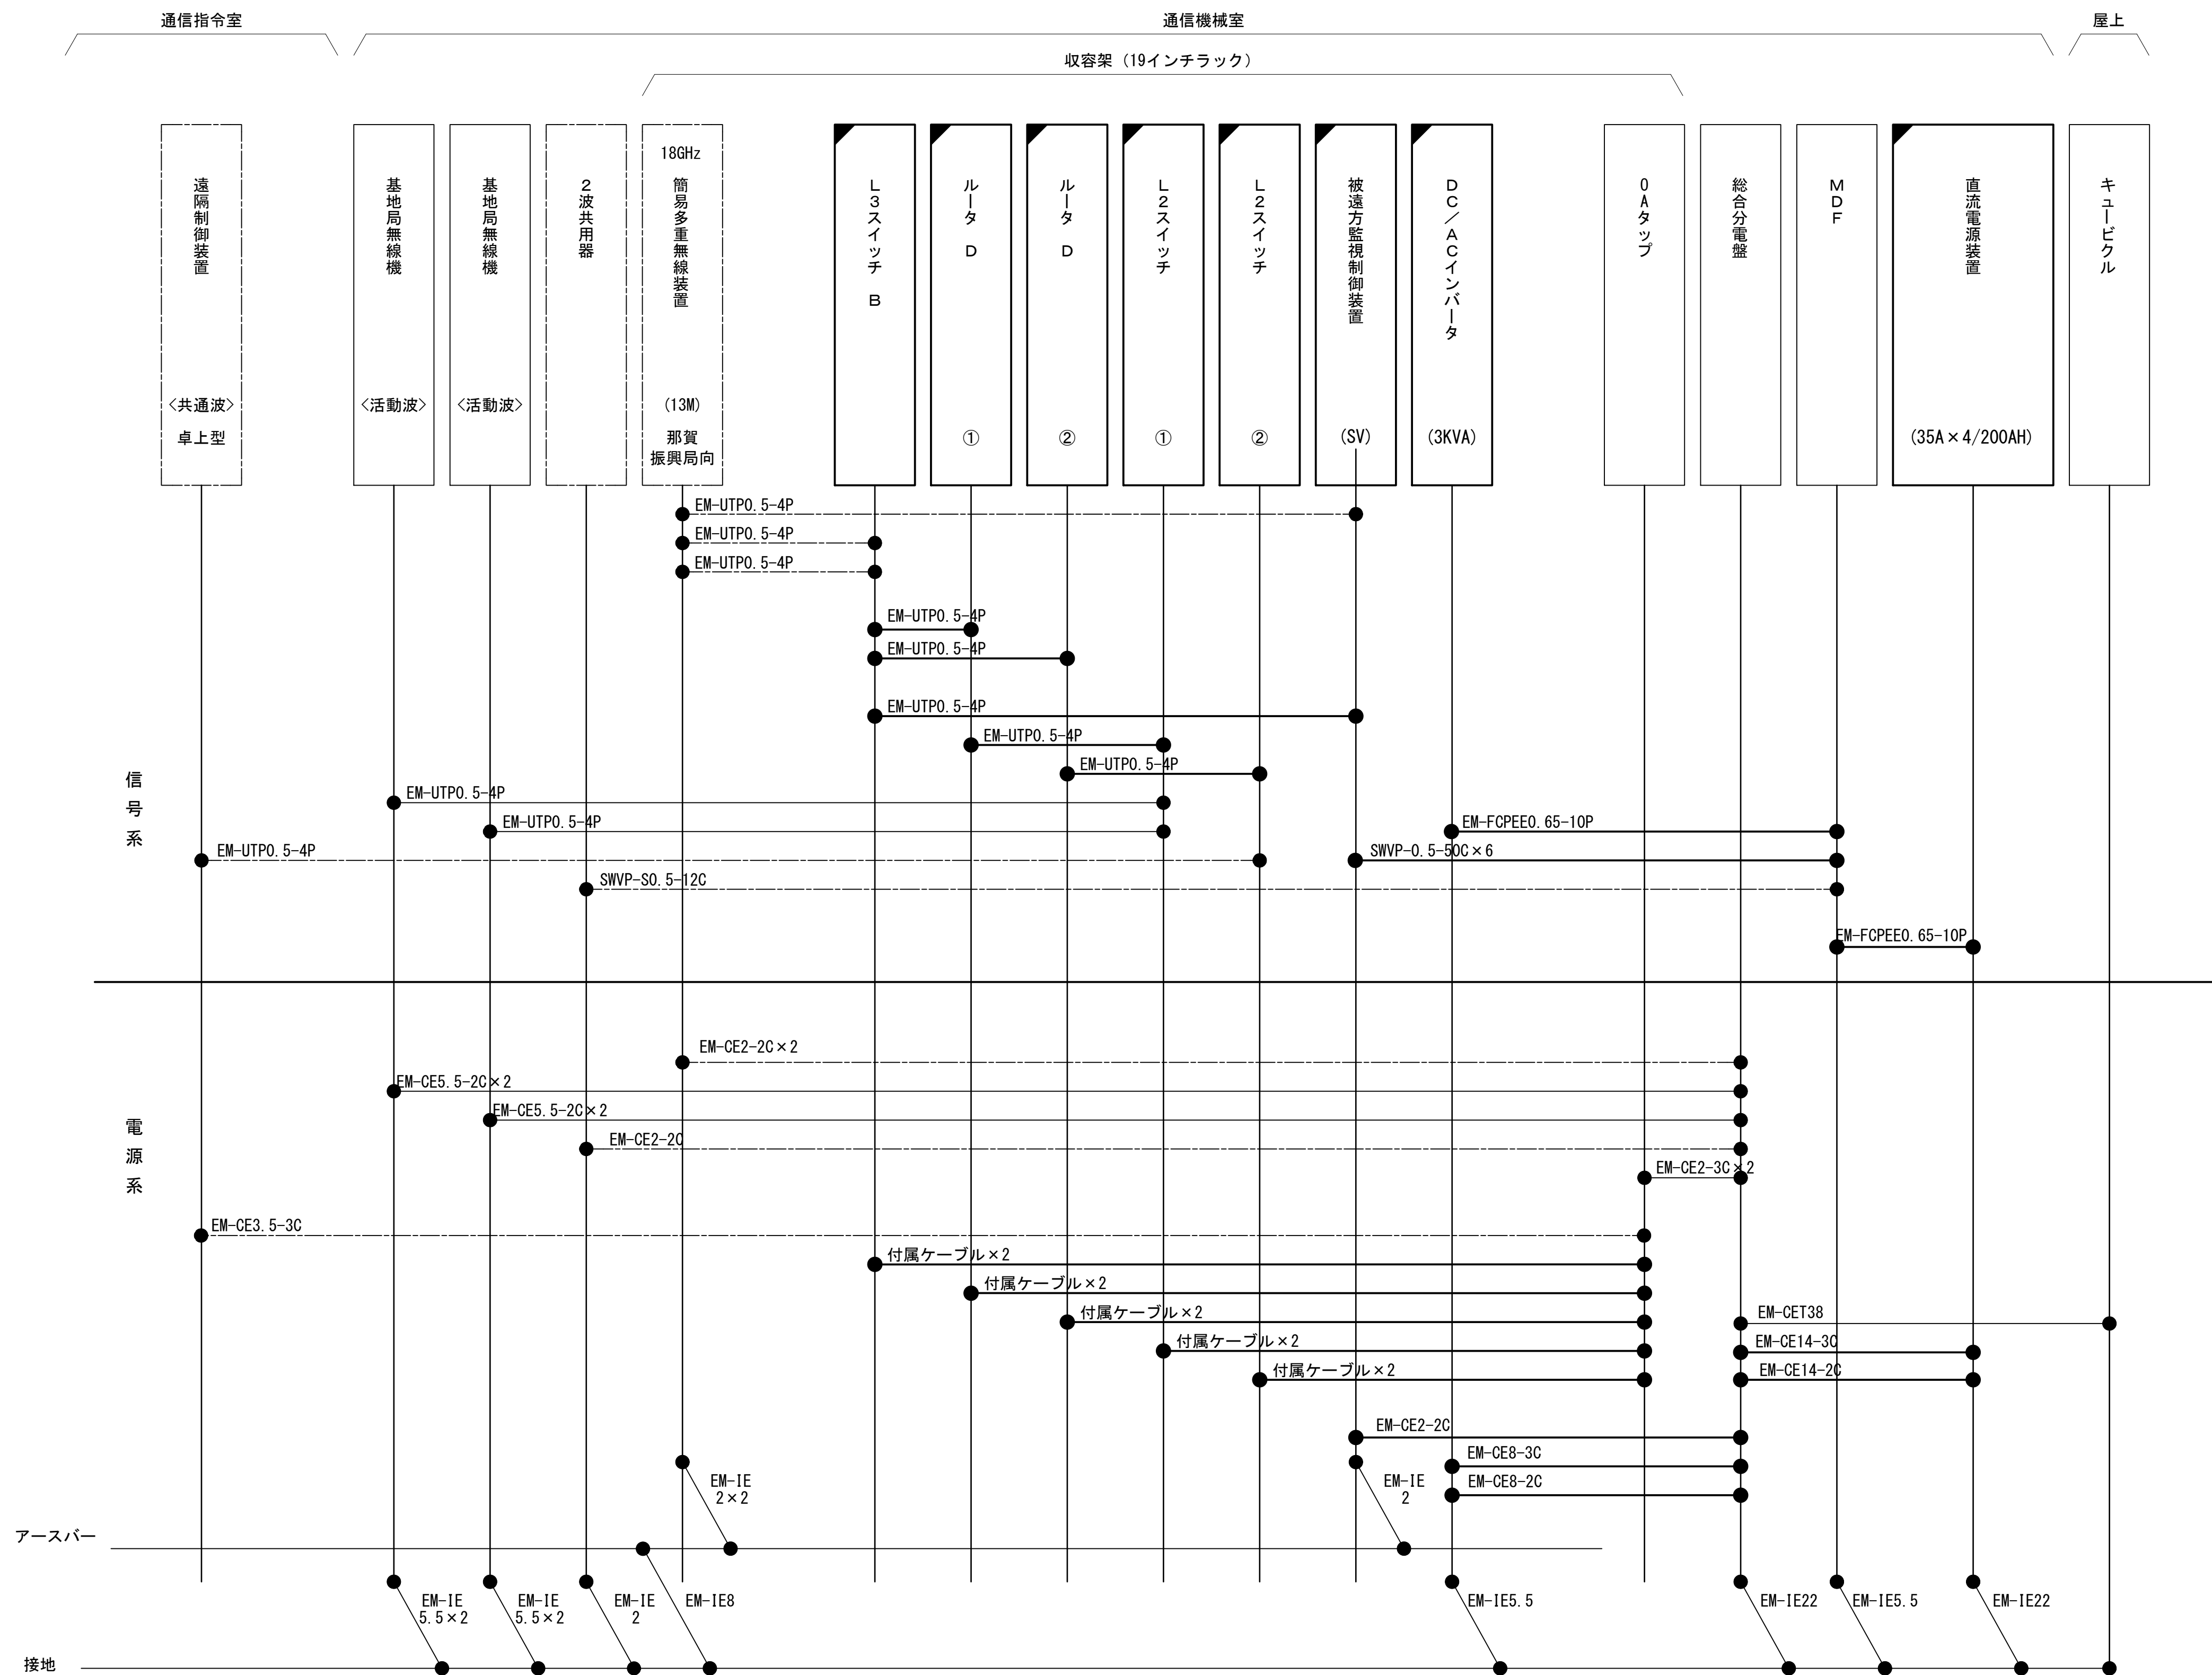 通信指令室
通信機械室
屋上
収容架（19インチラック）
遠隔制御装置
<共通波>
卓上型
基地局無線機
<活動波>
基地局無線機
<活動波>
２波共用器
18GHz
簡易多重無線装置
(13M)
那賀
振興局向
Ｌ３スイッチ　Ｂ
ルータ　Ｄ
①
ルータ　Ｄ
②
Ｌ２スイッチ
①
Ｌ２スイッチ
②
被遠方監視制御装置
(SV)
ＤＣ／ＡＣインバータ
(3KVA)
OAタップ
総合分電盤
ＭＤＦ
直流電源装置
(35A×4/200AH)
キュービクル
EM-UTP0.5-4P
EM-UTP0.5-4P
EM-UTP0.5-4P
EM-UTP0.5-4P
EM-UTP0.5-4P
EM-UTP0.5-4P
EM-UTP0.5-4P
EM-UTP0.5-4P
信号系
EM-UTP0.5-4P
EM-UTP0.5-4P
EM-FCPEE0.65-10P
EM-UTP0.5-4P
SWVP-0.5-50C×6
SWVP-S0.5-12C
EM-FCPEE0.65-10P
EM-CE2-2C×2
EM-CE5.5-2C×2
EM-CE5.5-2C×2
電源系
EM-CE2-2C
EM-CE2-3C×2
EM-CE3.5-3C
付属ケーブル×2
付属ケーブル×2
付属ケーブル×2
EM-CET38
付属ケーブル×2
EM-CE14-3C
付属ケーブル×2
EM-CE14-2C
EM-CE2-2C
EM-CE8-3C
EM-IE
2×2
EM-IE
2
EM-CE8-2C
アースバー
EM-IE
5.5×2
EM-IE
5.5×2
EM-IE
2
EM-IE8
EM-IE5.5
EM-IE22
EM-IE5.5
EM-IE22
接地